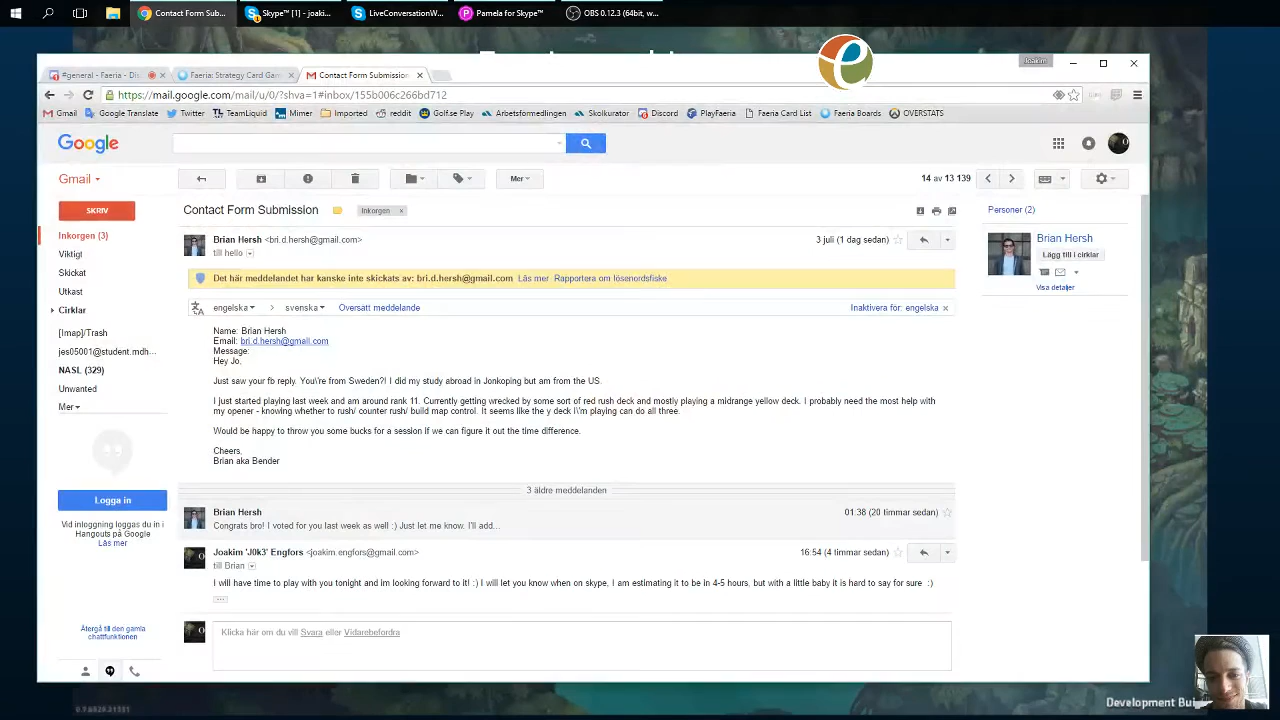 Contact Form Sub...
Skype™ [1] - joaki...
LiveConversationW...
Pamela for Skype™
OBS 0.12.3 (64bit, w...
Joakim
#general - Faeria - Dis
Faeria: Strategy Card Gam
Contact Form Submission
https://mail.google.com/mail/u/0/?shva=1#inbox/155b006c266bd712
Gmail
Google Translate
Twitter
TeamLiquid
Mimer
Imported
reddit
Golf.se Play
Arbetsförmedlingen
Skolkurator
Discord
PlayFaeria
Faeria Card List
Faeria Boards
OVERSTATS
Google
Gmail
Mer
14 av 13 139
SKRIV
Contact Form Submission
Inkorgen x
Personer (2)
Inkorgen (3)
Viktigt
Skickat
Utkast
Cirklar
[Imap]/Trash
jes05001@student.mdh...
NASL (329)
Unwanted
Mer
Brian Hersh <bri.d.hersh@gmail.com>
till hello
3 juli (1 dag sedan)
Brian Hersh
Lägg till i cirklar
Visa detaljer
Det här meddelandet har kanske inte skickats av: bri.d.hersh@gmail.com Läs mer Rapportera om lösenordsfiske
engelska > svenska Översätt meddelande
Inaktivera för: engelska x
Name: Brian Hersh
Email: bri.d.hersh@gmail.com
Message:
Hey Jo,
Just saw your fb reply. You\'re from Sweden?! I did my study abroad in Jonkoping but am from the US.
I just started playing last week and am around rank 11. Currently getting wrecked by some sort of red rush deck and mostly playing a midrange yellow deck. I probably need the most help with
my opener - knowing whether to rush/ counter rush/ build map control. It seems like the y deck I\'m playing can do all three.
Would be happy to throw you some bucks for a session if we can figure it out the time difference.
Cheers,
Brian aka Bender
3 äldre meddelanden
Brian Hersh
Congrats bro! I voted for you last week as well :) Just let me know. I'll add...
01:38 (20 timmar sedan)
Joakim 'J0k3' Engfors <joakim.engfors@gmail.com>
till Brian
16:54 (4 timmar sedan)
I will have time to play with you tonight and im looking forward to it! :) I will let you know when on skype, I am estimating it to be in 4-5 hours, but with a little baby it is hard to say for sure :)
...
Klicka här om du vill Svara eller Vidarebefordra
Logga in
Vid inloggning loggas du in i
Hangouts på Google
Läs mer
Återgå till den gamla
chattfunktionen
Development Buil